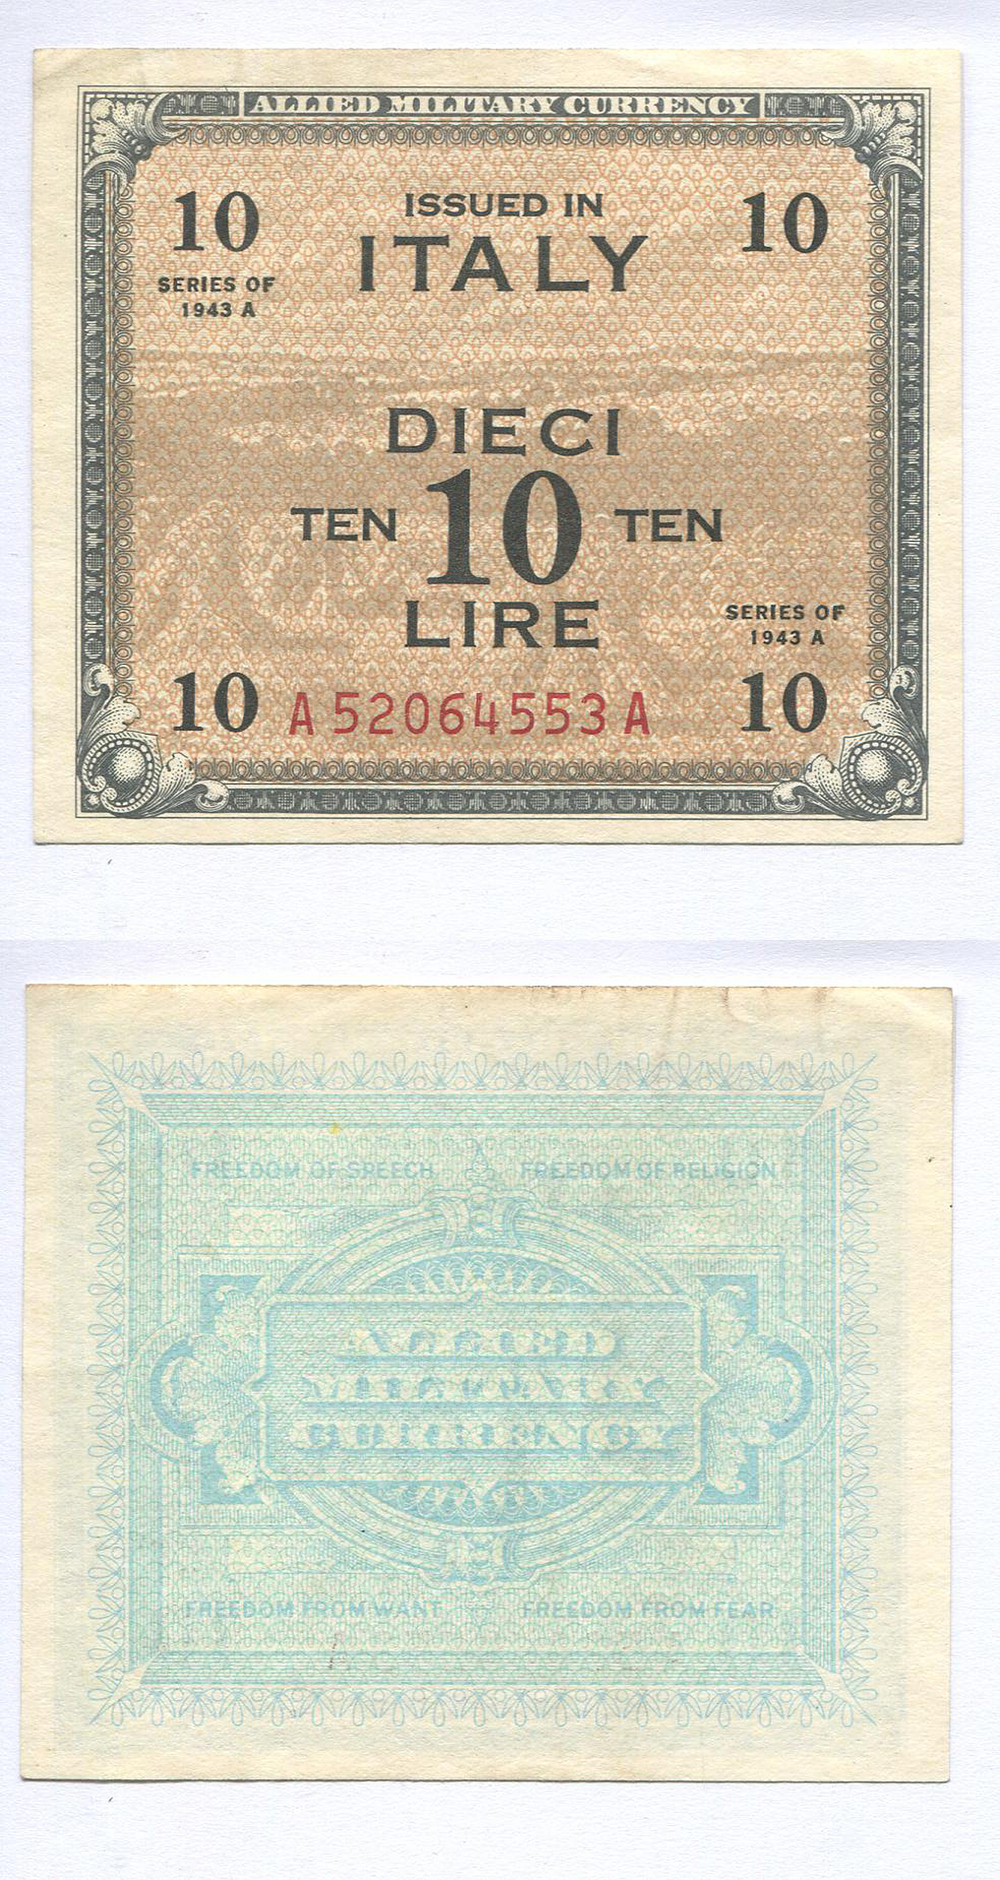 ALLIED MILITARY CURRENCY
10 ISSUED IN 10
ITALY
SERIES OF
1943 A
DIECI
TEN 10 TEN
LIRE
SERIES OF
1943 A
10 A 52064553 A 10
FREEDOM OF SPEECH FREEDOM OF RELIGION
ALLIED
MILITARY
CURRENCY
FREEDOM FROM WANT FREEDOM FROM FEAR